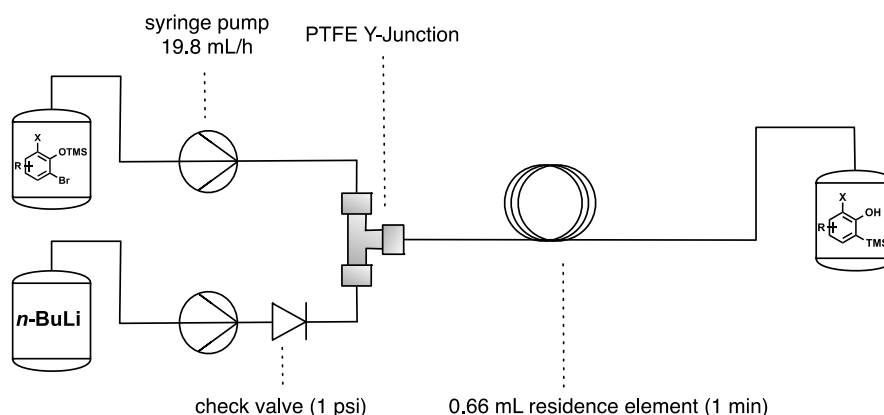 syringe pump
19.8 mL/h
PTFE Y-Junction
X
OTMS
R
Br
n-BuLi
X
OH
R
TMS
check valve (1 psi)
0.66 mL residence element (1 min)